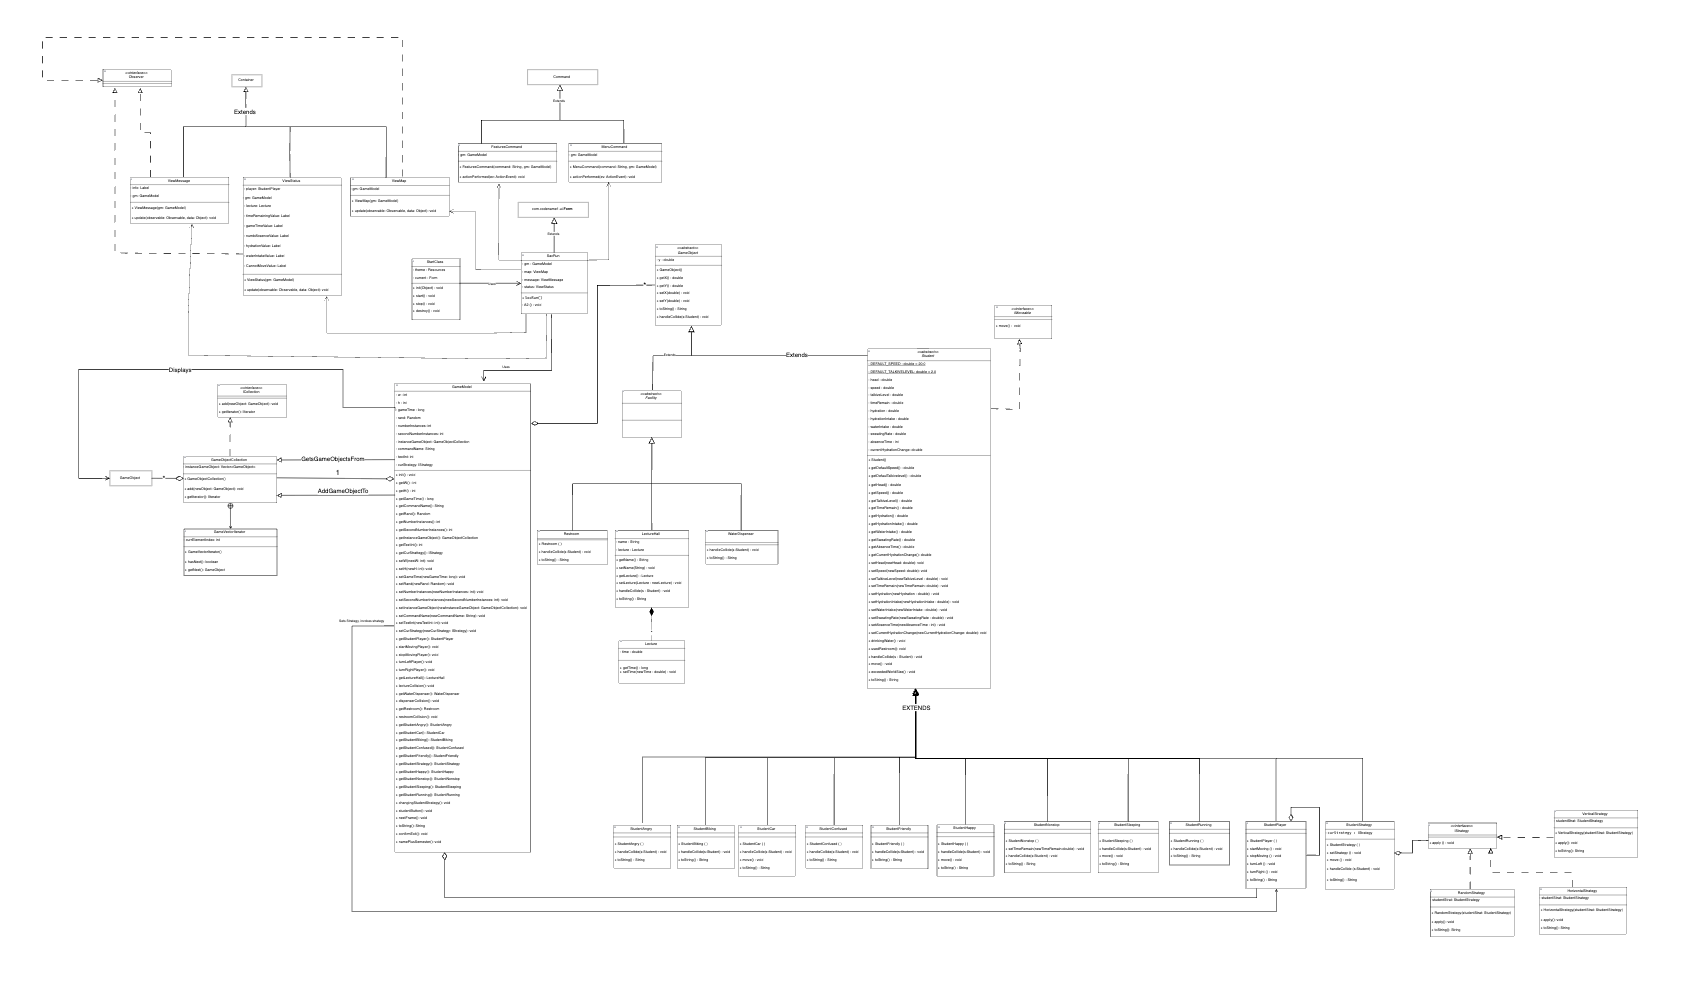 <<interface>>
Observer
Container
Extends
Command
Extends
FeaturesCommand
- gm: GameModel
+ FeaturesCommand(command: String, gm: GameModel)
+ actionPerformed(ev: ActionEvent): void
MenuCommand
- gm: GameModel
+ MenuCommand(command: String, gm: GameModel)
+ actionPerformed(ev: ActionEvent): void
ViewMessage
- info: Label
- gm: GameModel
+ ViewMessage(gm: GameModel)
+ update(observable: Observable, data: Object): void
ViewStatus
- player: StudentPlayer
- gm: GameModel
- lecture: Lecture
- timeRemainingValue: Label
- gameTimeValue: Label
- numbAbsenceValue: Label
- hydrationValue: Label
- waterIntakeValue: Label
- CannotMoveValue: Label
+ ViewStatus(gm: GameModel)
+ update(observable: Observable, data: Object): void
ViewMap
- gm: GameModel
+ ViewMap(gm: GameModel)
+ update(observable: Observable, data: Object): void
com.codename1.ui.Form
Extends
StartClass
- theme : Resources
- current : Form
+ init(Object) : void
+ start() : void
+ stop() : void
+ destroy() : void
SaxRun
- gm : GameModel
- map : ViewMap
- message : ViewMessage
- status : ViewStatus
<<abstract>>
GameObject
- y : double
+ GameObject()
+ getX() : double
+ getY() : double
+ setX(double) : void
+ setY(double) : void
+ toString() : String
+ handleCollide(s:Student) : void
*
<<interface>>
IMoveable
+ move() : void
Extends
Uses
Displays
<<interface>>
ICollection
+ add(newObject: GameObject): void
+ getIterator(): Iterator
GameObjectCollection
- instanceGameObject: Vector<GameObject>
+ GameObjectCollection()
+ add(newObject: GameObject): void
+ getIterator(): Iterator
GameObject
*
GetsGameObjectsFrom
1
AddGameObjectTo
GameVectorIterator
- currElementIndex: int
+ GameVectorIterator()
+ hasNext(): boolean
+ getNext(): GameObject
GameModel
- w: int
- h: int
- gameTime : long
- rand: Random
- numberInstances: int
- secondNumberInstances: int
- instanceGameObject: GameObjectCollection
- commandName: String
- testInt: int
- curStrategy: IStrategy
+ init() : void
+ getW() : int
+ getH() : int
+ getGameTime() : long
+ getCommandName() : String
+ getRand(): Random
+ getNumberInstances(): int
+ getSecondNumberInstances(): int
+ getInstanceGameObject(): GameObjectCollection
+ getTestInt(): int
+ getCurStrategy(): IStrategy
+ setW(newW: int): void
+ setH(newH: int): void
+ setGameTime(newGameTime: long): void
+ setRand(newRand: Random): void
+ setNumberInstances(newNumberInstances: int): void
+ setSecondNumberInstances(newSecondNumberInstances: int): void
+ setInstanceGameObject(newInstanceGameObject: GameObjectCollection): void
+ setCommandName(newCommandName: String): void
+ setTestInt(newTestInt: int): void
+ setCurStrategy(newCurStrategy: IStrategy): void
+ getStudentPlayer(): StudentPlayer
+ startMovingPlayer(): void
+ stopMovingPlayer(): void
+ turnLeftPlayer(): void
+ turnRightPlayer(): void
+ getLectureHall(): LectureHall
+ lectureCollision(): void
+ getWaterDispenser(): WaterDispenser
+ dispenserCollision(): void
+ getRestroom(): Restroom
+ restroomCollision(): void
+ getStudentAngry(): StudentAngry
+ getStudentCar(): StudentCar
+ getStudentBiking(): StudentBiking
+ getStudentConfused(): StudentConfused
+ getStudentFriendly(): StudentFriendly
+ getStudentStrategy(): StudentStrategy
+ getStudentHappy(): StudentHappy
+ getStudentNonstop(): StudentNonstop
+ getStudentSleeping(): StudentSleeping
+ getStudentRunning(): StudentRunning
+ changingStudentStrategy(): void
+ studentButton(): void
+ nextFrame(): void
+ toString(): String
+ confirmExit(): void
<<abstract>>
Facility
Restroom
+ Restroom ( )
+ handleCollide(s:Student) : void
+ toString() : String
LectureHall
- name : String
- lecture : Lecture
+ getName() : String
+ setName(String) : void
+ getLecture() : Lecture
+ setLecture(Lecture : newLecture) : void
+ handleCollide(s : Student) : void
+ toString() : String
WaterDispenser
+ handleCollide(s:Student) : void
+ toString() : String
Lecture
- time : double
+ getTime() : long
+ setTime(newTime : double) : void
<<abstract>>
Student
- DEFAULT_SPEED : double = 20.0
- DEFAULT_TALKIVELEVEL: double = 2.0
- head : double
- speed : double
- talkiveLevel : double
- timeRemain : double
- hydration : double
- hydrationIntake : double
- waterIntake : double
- sweatingRate : double
- absenceTime : int
- currentHydrationChange: double
+ Student()
+ getDefaultSpeed() : double
+ getDefaultTalkivelevel() : double
+ getHead() : double
+ getSpeed() : double
+ getTalkiveLevel() : double
+ getTimeRemain() : double
+ getHydration() : double
+ getHydrationIntake() : double
+ getWaterIntake() : double
+ getSweatingRate() : double
+ getAbsenceTime() : double
+ getCurrentHydrationChange(): double
+ setHead(newHead: double): void
+ setSpeed(newSpeed: double): void
+ setTalkiveLevel(newTalkiveLevel : double) : void
+ setTimeRemain(newTimeRemain : double) : void
+ setHydration(newHydration : double) : void
+ setHydrationIntake(newHydrationIntake : double) : void
+ setWaterIntake(newWaterIntake : double) : void
+ setSweatingRate(newSweatingRate : double) : void
+ setAbsenceTime(newAbsenceTime : int) : void
+ setCurrentHydrationChange(newCurrentHydrationChange: double): void
+ drinkingWater() : void
+ usedRestroom() : void
+ handleCollide(s : Student) : void
+ move() : void
+ exceededWorldSize() : void
+ toString() : String
EXTENDS
StudentAngry
+ StudentAngry ( )
+ handleCollide(s:Student) : void
+ toString() : String
StudentBiking
+ StudentBiking ( )
+ handleCollide(s:Student) : void
+ toString() : String
StudentCar
+ StudentCar ( )
+ handleCollide(s:Student) : void
+ move() : void
+ toString() : String
StudentConfused
+ StudentConfused ( )
+ handleCollide(s:Student) : void
+ toString() : String
StudentFriendly
+ StudentFriendly ( )
+ handleCollide(s:Student) : void
+ toString() : String
StudentHappy
+ StudentHappy ( )
+ handleCollide(s:Student) : void
+ move() : void
+ toString() : String
StudentNonstop
+ StudentNonstop ( )
+ setTimeRemain(newTimeRemain:double) : void
+ handleCollide(s:Student) : void
+ toString() : String
StudentSleeping
+ StudentSleeping ( )
+ handleCollide(s:Student) : void
+ move() : void
+ toString() : String
StudentRunning
+ StudentRunning ( )
+ handleCollide(s:Student) : void
+ toString() : String
StudentPlayer
+ StudentPlayer ( )
+ startMoving () : void
+ stopMoving () : void
+ turnLeft () : void
+ turnRight () : void
+ toString() : String
StudentStrategy
- curStrategy : IStrategy
+ StudentStrategy ( )
+ setStrategy () : void
+ move () : void
+ handleCollide (s:Student) : void
+ toString() : String
<<interface>>
IStrategy
+ apply () : void
VerticalStrategy
- studentStrat: StudentStrategy
+ VerticalStrategy(studentStrat: StudentStrategy)
+ apply(): void
+ toString(): String
RandomStrategy
- studentStrat : StudentStrategy
+ RandomStrategy(studentStrat: StudentStrategy)
+ apply() : void
+ toString(): String
HorizontalStrategy
- studentStrat : StudentStrategy
+ HorizontalStrategy(studentStrat: StudentStrategy)
+ apply() : void
+ toString() : String